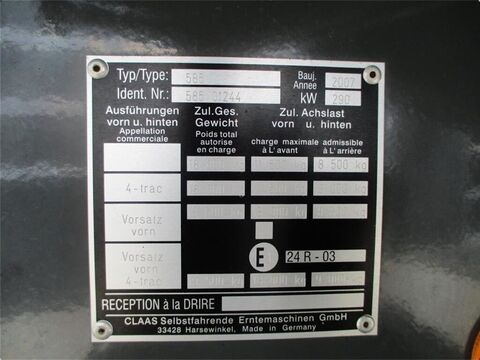 Typ/Type: 585 Bauj. Annee 2007
Ident. Nr.: 585 01244 kW 290
Ausführungen vorn u. hinten
Appellation commerciale
Zul.Ges. Gewicht
Poids total autorise en charge
Zul. Achslast vorn u. hinten
charge maximale admissible
à L'avant à L'arrière
8 500 kg
4-trac
Vorsatz vorn
Vorsatz vorn 4-trac
E 24 R - 03
RECEPTION à la DRIRE
CLAAS Selbstfahrende Erntemaschinen GmbH
33428 Harsewinkel, Made in Germany